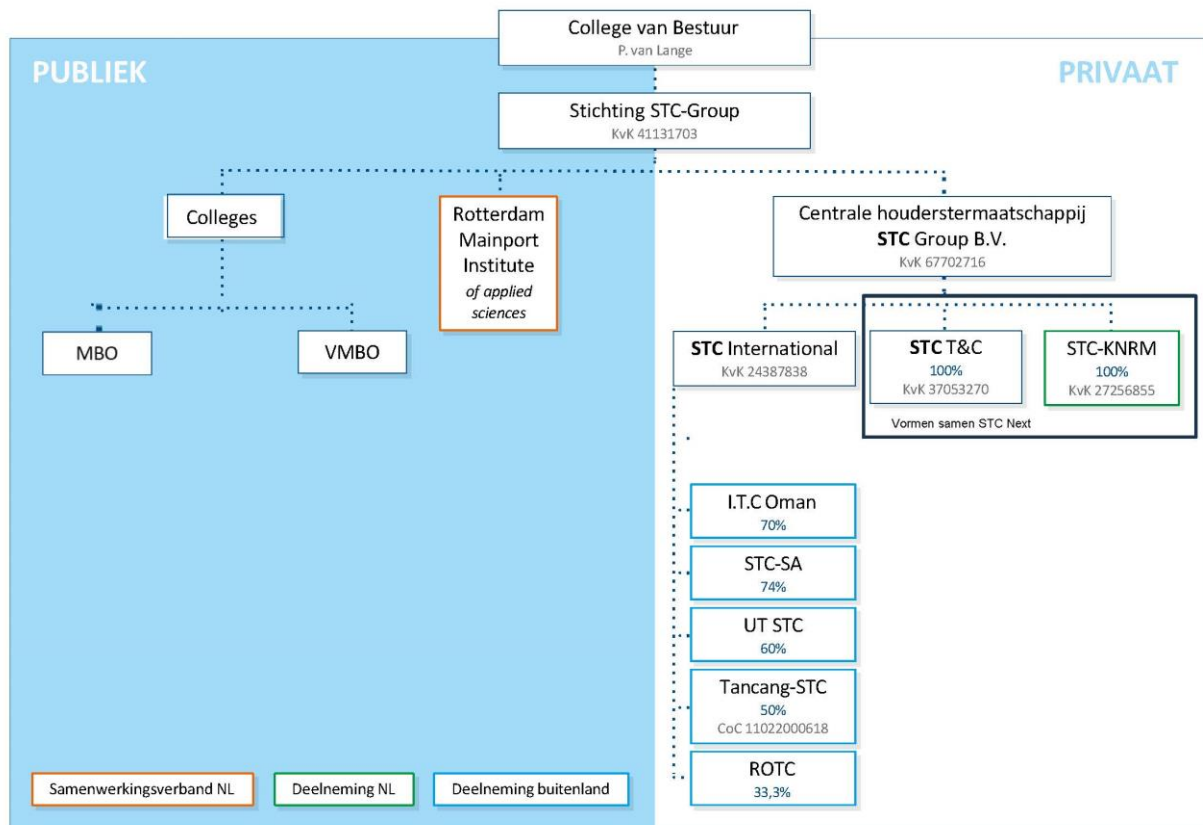 College van Bestuur
P. van Lange
PUBLIEK
PRIVAAT
Stichting STC-Group
KvK 41131703
Colleges
Rotterdam
Mainport
Institute
of applied
sciences
Centrale houderstermaatschappij
STC Group B.V.
KvK 67702716
MBO
VMBO
STC International
KvK 24387838
STC T&C
100%
KvK 37053270
STC-KNRM
100%
KvK 27256855
Vormen samen STC Next
I.T.C Oman
70%
STC-SA
74%
UT STC
60%
Tancang-STC
50%
CoC 11022000618
ROTC
33,3%
Samenwerkingsverband NL
Deelneming NL
Deelneming buitenland